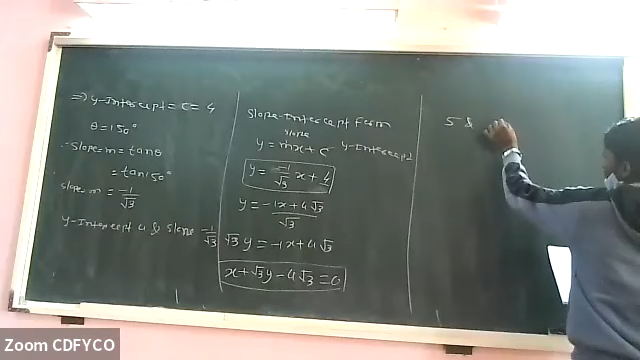 ⇒ y-Intercept = c = 4
θ = 150°
∴ Slope = m = tanθ
= tan150°
Slope = m = -1/√3
y-Intercept 4 & Slope -1/√3
Slope-Intercept Form
slope
y = mx + c y-Intercept
y = -1/√3 x + 4
y = -1x + 4√3 / √3
√3 y = -1x + 4√3
x + √3y - 4√3 = 0
5 &
Zoom CDFYCO